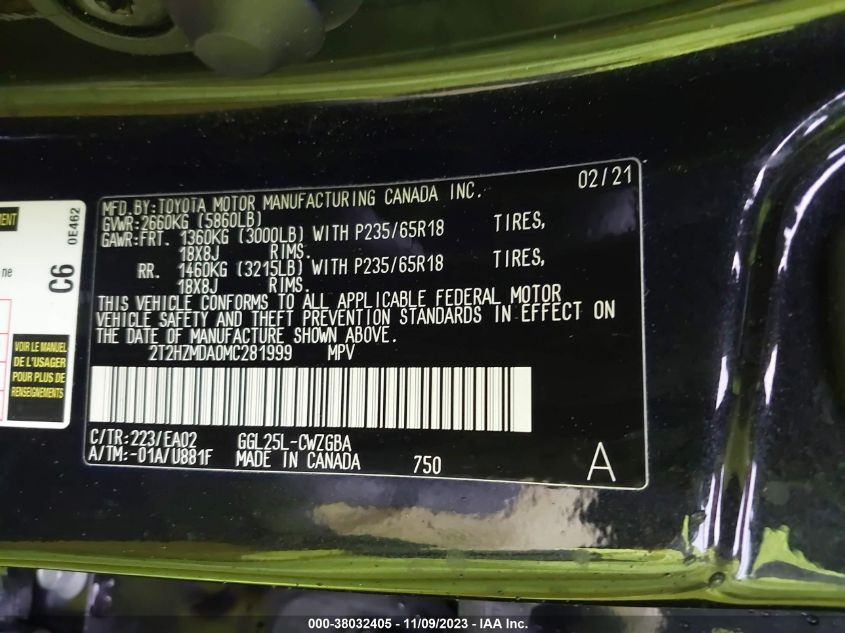 MFD.BY:TOYOTA MOTOR MANUFACTURING CANADA INC. 02/21
GVWR:2660KG (5860LB)
GAWR:FRT. 1360KG (3000LB) WITH P235/65R18 TIRES,
18X8J RIMS.
RR. 1460KG (3215LB) WITH P235/65R18 TIRES,
18X8J RIMS.
THIS VEHICLE CONFORMS TO ALL APPLICABLE FEDERAL MOTOR
VEHICLE SAFETY AND THEFT PREVENTION STANDARDS IN EFFECT ON
THE DATE OF MANUFACTURE SHOWN ABOVE.
2T2HZMDA0MC281999 MPV
C/TR:223/EA02 GGL25L-CWZGBA
A/TM:-01A/U881F MADE IN CANADA 750 A
0E462
C6
ne
VOIR LE MANUEL
DE L'USAGER
POUR PLUS DE
RENSEIGNEMENTS
000-38032405 - 11/09/2023 - IAA Inc.